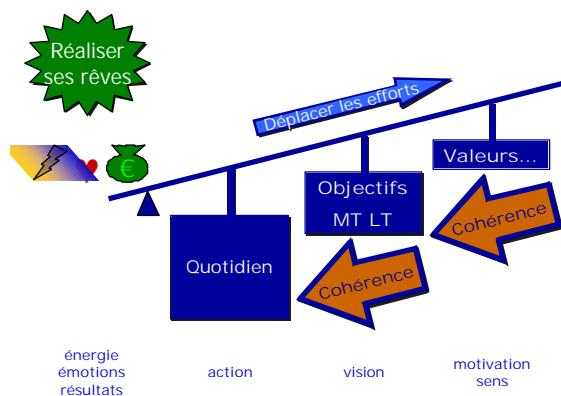 Réaliser
ses rêves
Déplacer les efforts
€
Valeurs...
Objectifs
MT LT
Quotidien
Cohérence
Cohérence
énergie
émotions
résultats
action
vision
motivation
sens